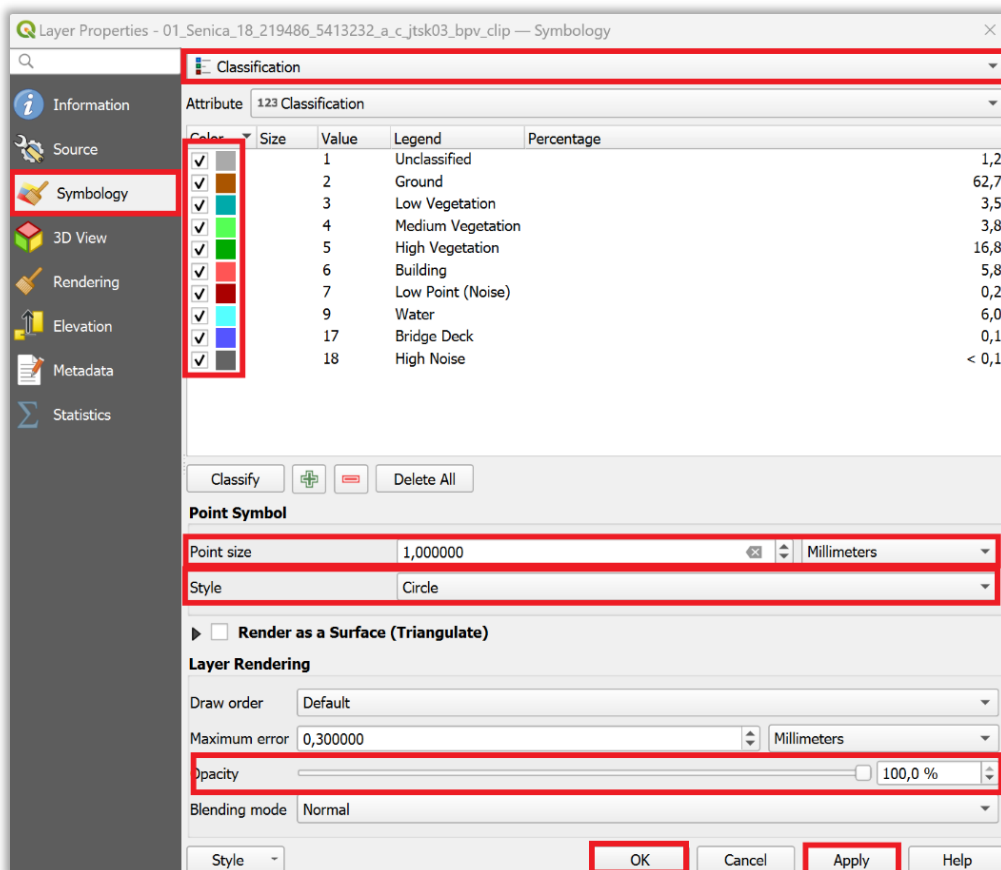 Layer Properties - 01_Senica_18_219486_5413232_a_c_jtsk03_bpv_clip — Symbology
Information
Source
Symbology
3D View
Rendering
Elevation
Metadata
Statistics
Classification
Attribute 123 Classification
Color Size Value Legend Percentage
1 Unclassified 1,2
2 Ground 62,7
3 Low Vegetation 3,5
4 Medium Vegetation 3,8
5 High Vegetation 16,8
6 Building 5,8
7 Low Point (Noise) 0,2
9 Water 6,0
17 Bridge Deck 0,1
18 High Noise < 0,1
Classify Delete All
Point Symbol
Point size 1,000000 Millimeters
Style Circle
Render as a Surface (Triangulate)
Layer Rendering
Draw order Default
Maximum error 0,300000 Millimeters
Opacity 100,0 %
Blending mode Normal
Style OK Cancel Apply Help